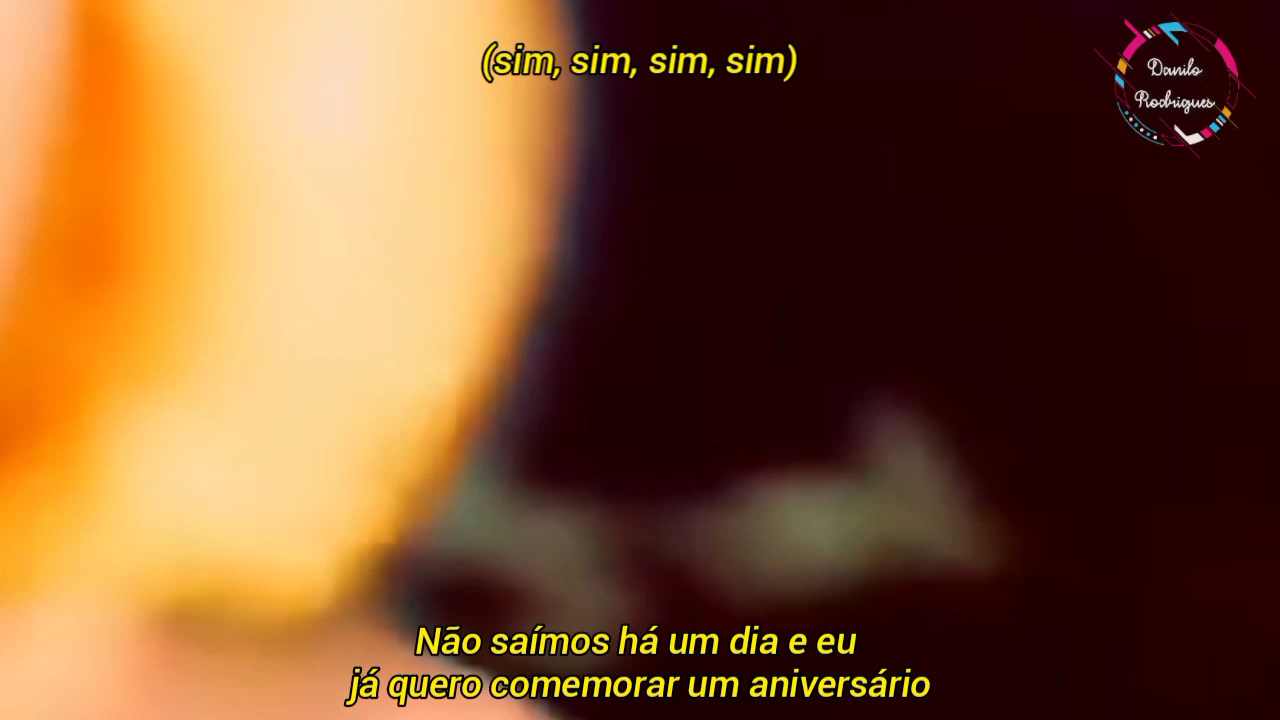 (sim, sim, sim, sim)
Danilo
Rodrigues
Não saímos há um dia e eu
já quero comemorar um aniversário